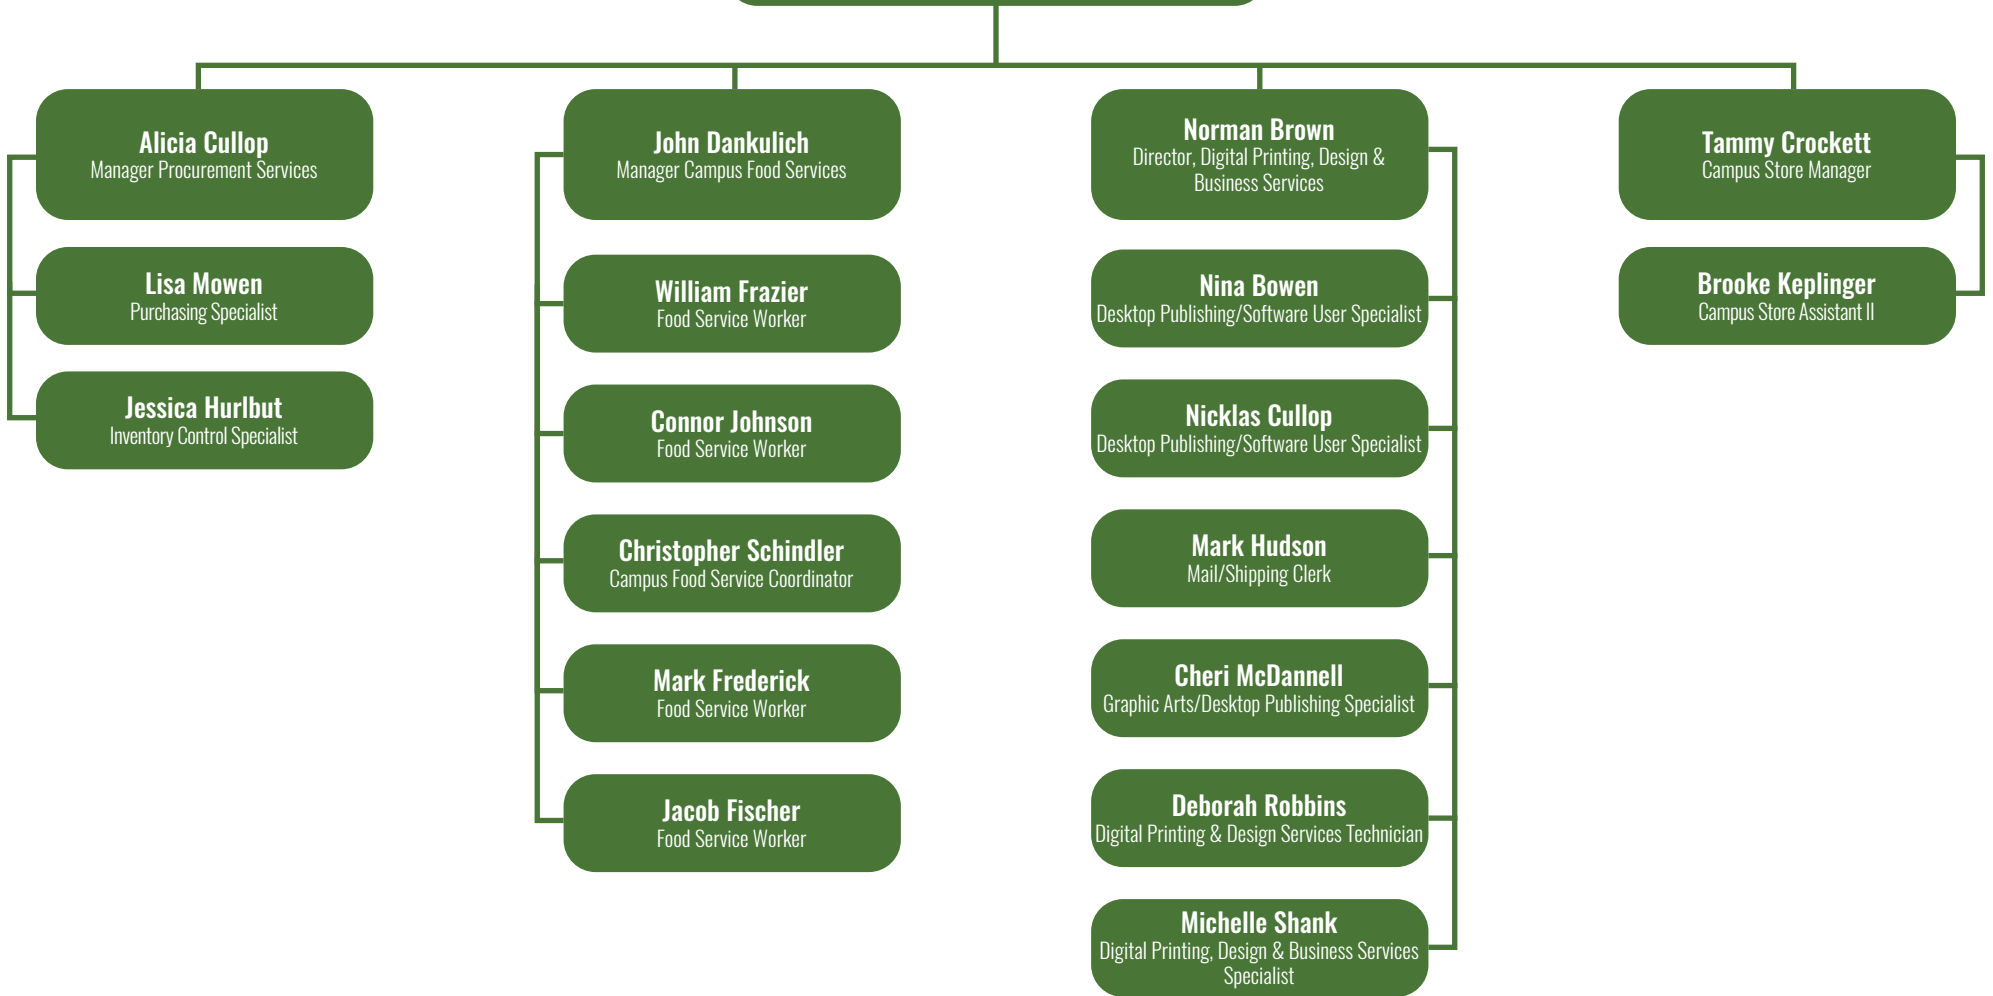 Alicia Cullop
Manager Procurement Services
Lisa Mowen
Purchasing Specialist
Jessica Hurlbut
Inventory Control Specialist
John Dankulich
Manager Campus Food Services
William Frazier
Food Service Worker
Connor Johnson
Food Service Worker
Christopher Schindler
Campus Food Service Coordinator
Mark Frederick
Food Service Worker
Jacob Fischer
Food Service Worker
Norman Brown
Director, Digital Printing, Design &
Business Services
Nina Bowen
Desktop Publishing/Software User Specialist
Nicklas Cullop
Desktop Publishing/Software User Specialist
Mark Hudson
Mail/Shipping Clerk
Cheri McDannell
Graphic Arts/Desktop Publishing Specialist
Deborah Robbins
Digital Printing & Design Services Technician
Michelle Shank
Digital Printing, Design & Business Services
Specialist
Tammy Crockett
Campus Store Manager
Brooke Keplinger
Campus Store Assistant II